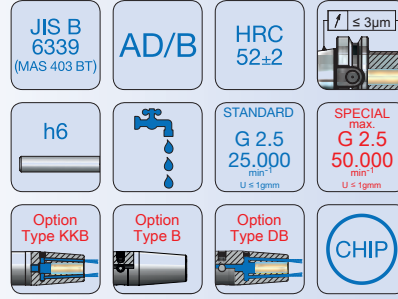 JIS B
6339
(MAS 403 BT)
AD/B
HRC
52±2
↗ ≤ 3µm
h6
STANDARD
G 2.5
25.000
min⁻¹
U ≤ 1gmm
SPECIAL
max.
G 2.5
50.000
min⁻¹
U ≤ 1gmm
Option
Type KKB
Option
Type B
Option
Type DB
CHIP